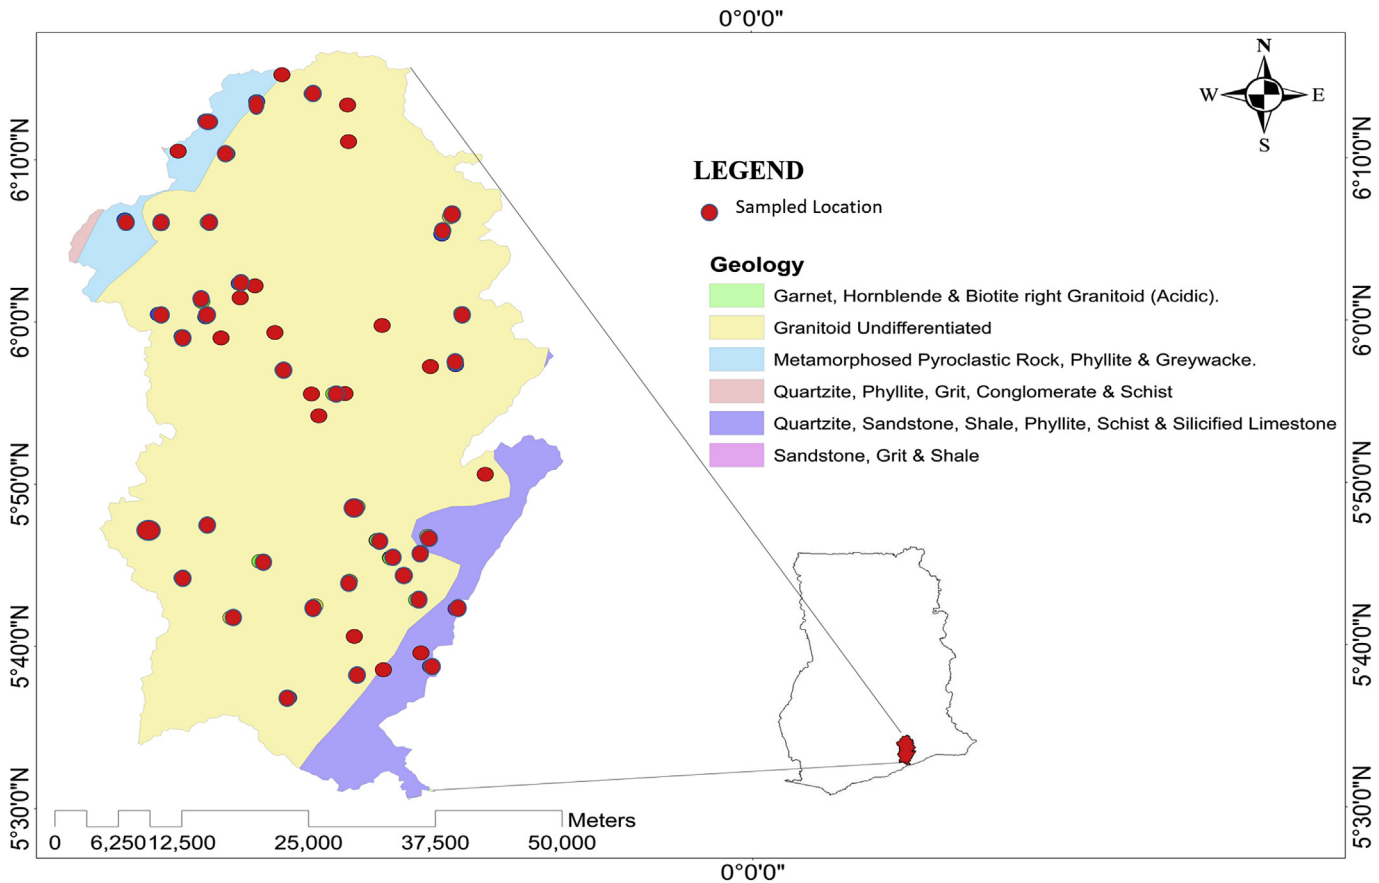 0°0'0"
N
W
E
S
6°10'0"N
6°10'0"N
LEGEND
Sampled Location
Geology
Garnet, Hornblende & Biotite right Granitoid (Acidic).
Granitoid Undifferentiated
Metamorphosed Pyroclastic Rock, Phyllite & Greywacke.
Quartzite, Phyllite, Grit, Conglomerate & Schist
Quartzite, Sandstone, Shale, Phyllite, Schist & Silicified Limestone
Sandstone, Grit & Shale
6°0'0"N
6°0'0"N
5°50'0"N
5°50'0"N
5°40'0"N
5°40'0"N
5°30'0"N
5°30'0"N
Meters
0 6,250 12,500 25,000 37,500 50,000
0°0'0"